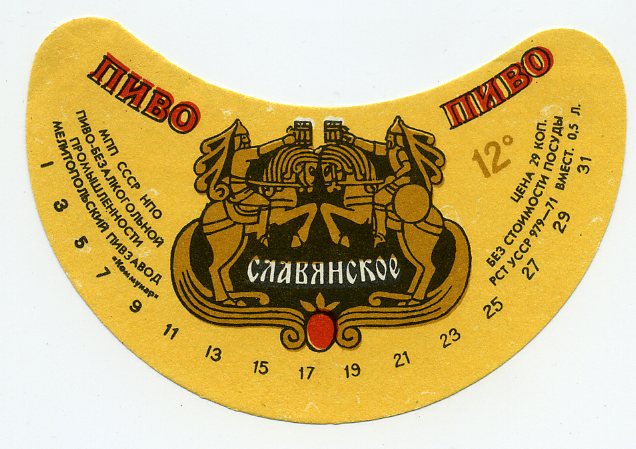 ПИВО
ПИВО
МПП СССР НПО
ПИВО-БЕЗАЛКОГОЛЬНОЙ
ПРОМЫШЛЕННОСТИ
МЕЛИТОПОЛЬСКИЙ ПИВЗАВОД
«Коммунар»
12°
ЦЕНА 29 КОП.
БЕЗ СТОИМОСТИ ПОСУДЫ
РСТ УССР 979—71 ВМЕСТ. 0,5 Л.
СЛАВЯНСКОЕ
1 3 5 7 9 11 13 15 17 19 21 23 25 27 29 31